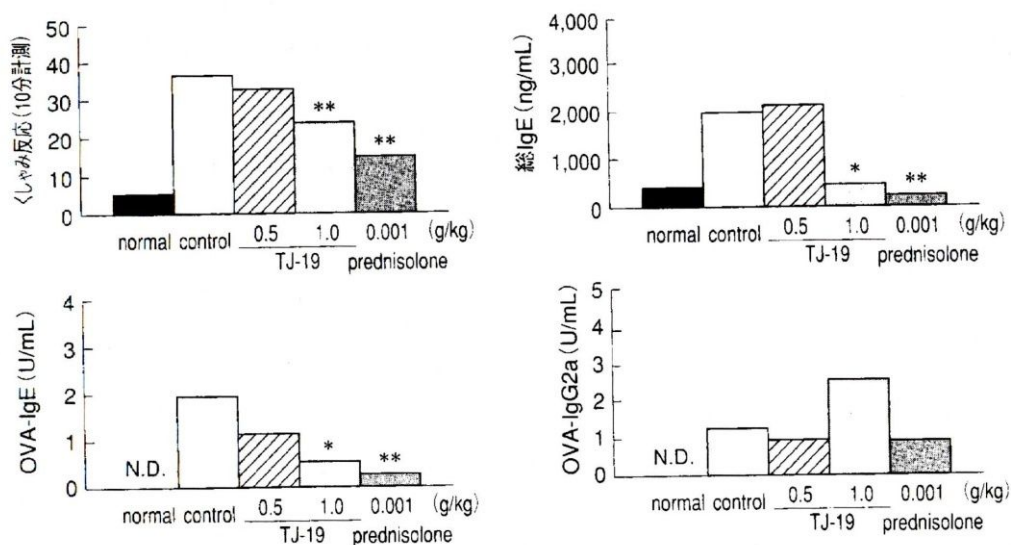 くしゃみ反応(10分計測)
50
40
30
20
10
0
**
**
normal control 0.5 1.0 0.001 (g/kg)
TJ-19 prednisolone
総IgE(ng/mL)
4,000
3,000
2,000
1,000
0
*
**
normal control 0.5 1.0 0.001 (g/kg)
TJ-19 prednisolone
OVA-IgE(U/mL)
4
3
2
1
0
N.D.
*
**
normal control 0.5 1.0 0.001 (g/kg)
TJ-19 prednisolone
OVA-IgG2a(U/mL)
5
4
3
2
1
0
N.D.
normal control 0.5 1.0 0.001 (g/kg)
TJ-19 prednisolone